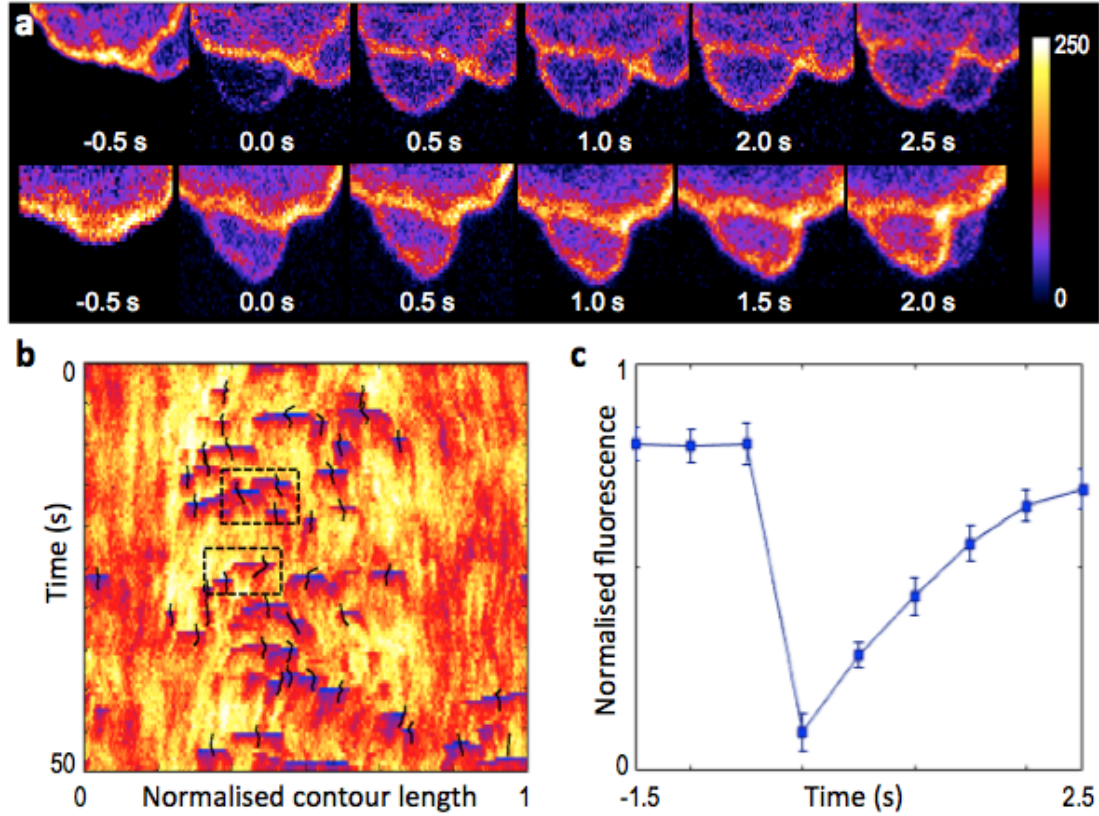 a
250
-0.5 s 0.0 s 0.5 s 1.0 s 2.0 s 2.5 s
-0.5 s 0.0 s 0.5 s 1.0 s 1.5 s 2.0 s
0
b
0
Time (s)
50
0 Normalised contour length 1
c
1
Normalised fluorescence
0
-1.5 Time (s) 2.5